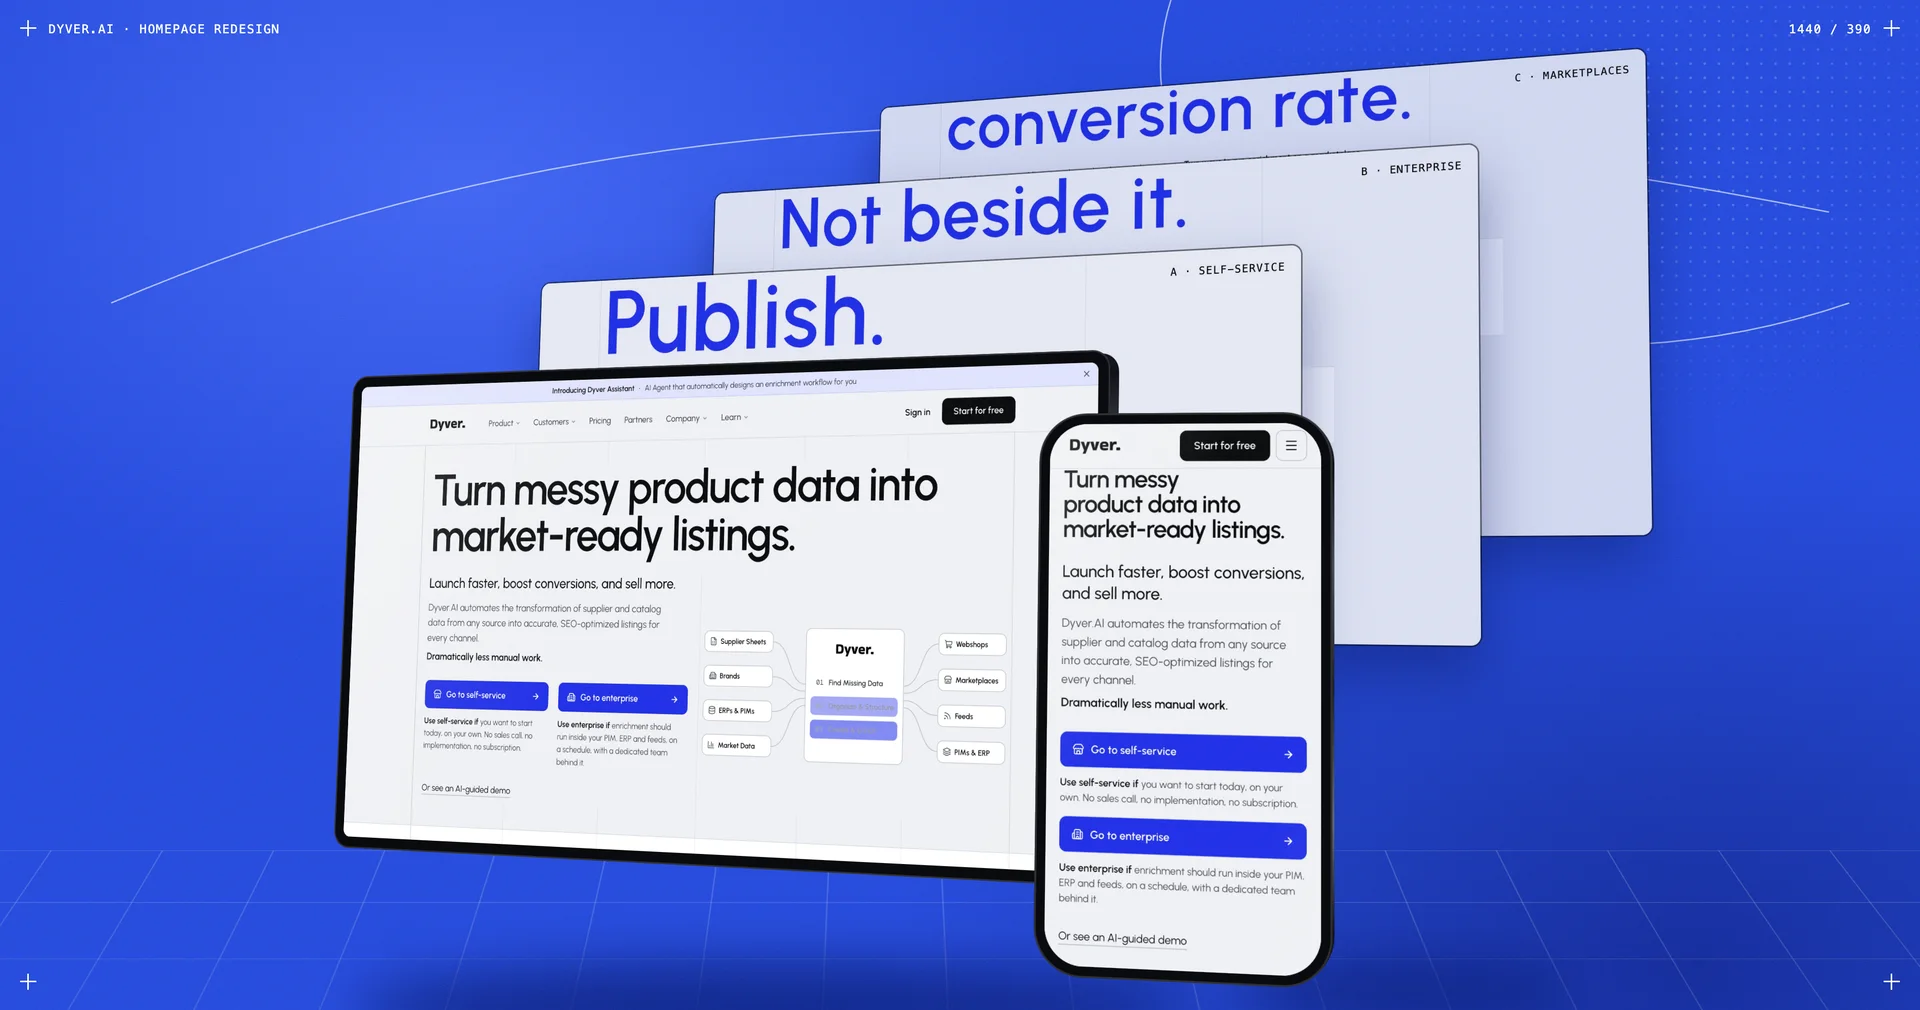 DYVER.AI · HOMEPAGE REDESIGN
1440 / 390
C · MARKETPLACES
conversion rate.
B · ENTERPRISE
Not beside it.
A · SELF-SERVICE
Publish.
Introducing Dyver Assistant · AI Agent that automatically designs an enrichment workflow for you
Dyver. Product Customers Pricing Partners Company Learn Sign in Start for free
Turn messy product data into
market-ready listings.
Launch faster, boost conversions, and sell more.
Dyver.AI automates the transformation of supplier and catalog
data from any source into accurate, SEO-optimized listings for
every channel.
Dramatically less manual work.
Go to self-service
Go to enterprise
Use self-service if you want to start
today, on your own. No sales call, no
implementation, no subscription.
Use enterprise if enrichment should
run inside your PIM, ERP and feeds, on
a schedule, with a dedicated team
behind it.
Or see an AI-guided demo
Supplier Sheets
Brands
ERPs & PIMs
Market Data
Dyver.
01 Find Missing Data
Webshops
Marketplaces
Feeds
PIMs & ERP
Dyver. Start for free
Turn messy
product data into
market-ready listings.
Launch faster, boost conversions,
and sell more.
Dyver.AI automates the transformation of
supplier and catalog data from any source
into accurate, SEO-optimized listings for
every channel.
Dramatically less manual work.
Go to self-service
Use self-service if you want to start today, on your
own. No sales call, no implementation, no subscription.
Go to enterprise
Use enterprise if enrichment should run inside your PIM,
ERP and feeds, on a schedule, with a dedicated team
behind it.
Or see an AI-guided demo